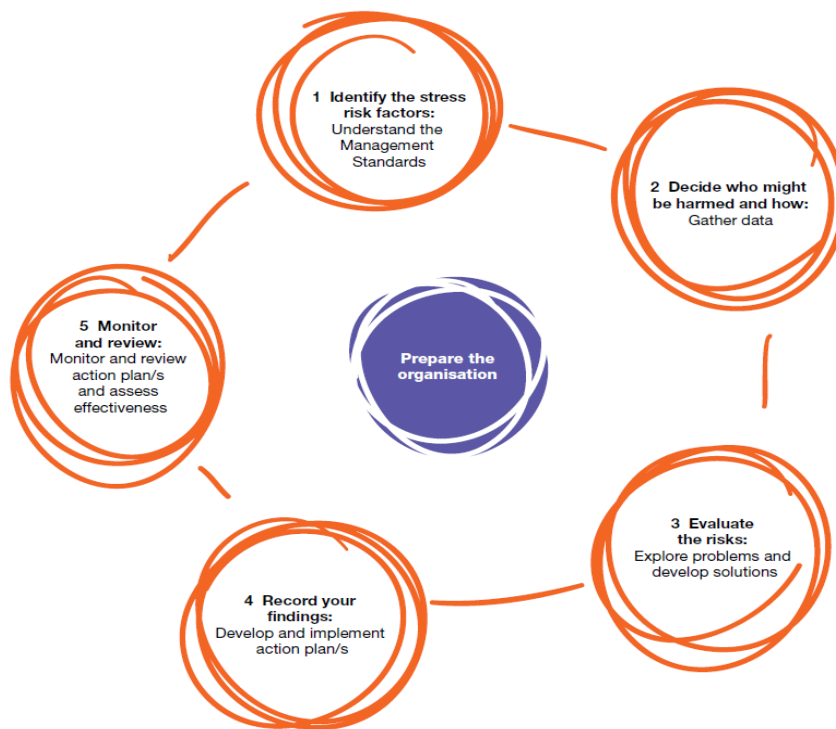 1 Identify the stress
risk factors:
Understand the
Management
Standards
2 Decide who might
be harmed and how:
Gather data
3 Evaluate
the risks:
Explore problems and
develop solutions
4 Record your
findings:
Develop and implement
action plan/s
5 Monitor
and review:
Monitor and review
action plan/s
and assess
effectiveness
Prepare the
organisation